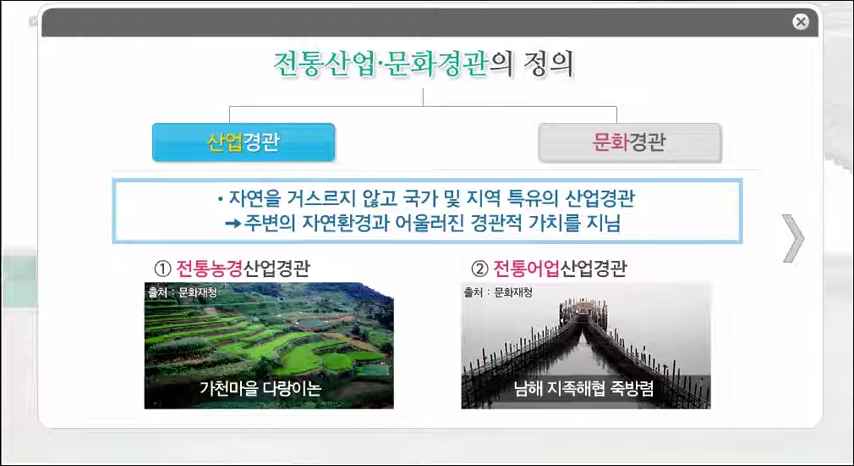 전통산업·문화경관의 정의
산업경관
문화경관
• 자연을 거스르지 않고 국가 및 지역 특유의 산업경관
➔주변의 자연환경과 어울러진 경관적 가치를 지님
① 전통농경산업경관
② 전통어업산업경관
출처 : 문화재청
출처 : 문화재청
가천마을 다랑이논
남해 지족해협 죽방렴